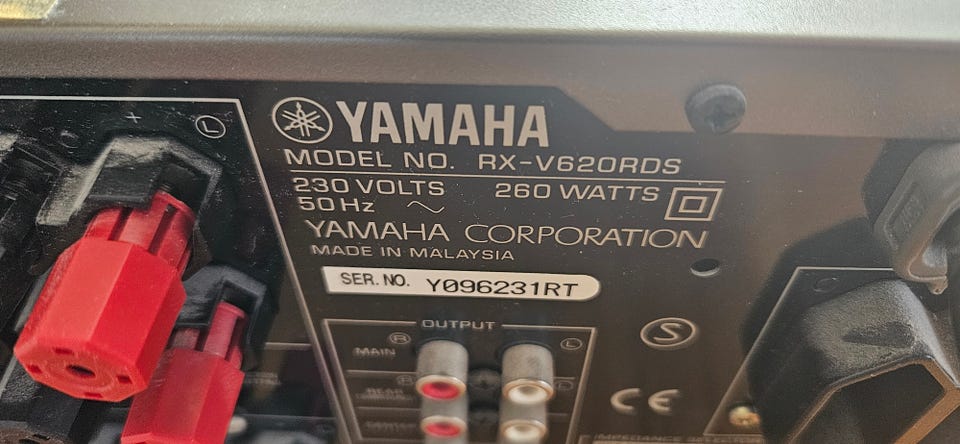 YAMAHA
MODEL NO. RX-V620RDS
230 VOLTS 260 WATTS
50 Hz ~
YAMAHA CORPORATION
MADE IN MALAYSIA
SER. NO. Y096231RT
+ L
OUTPUT
R L
MAIN
S
CE